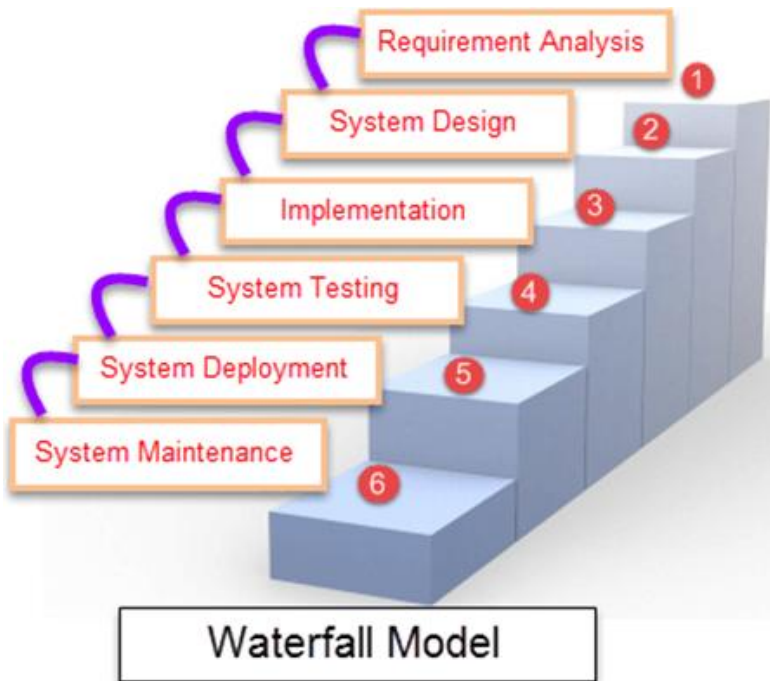 Requirement Analysis
1
System Design
2
Implementation
3
System Testing
4
System Deployment
5
System Maintenance
6
Waterfall Model